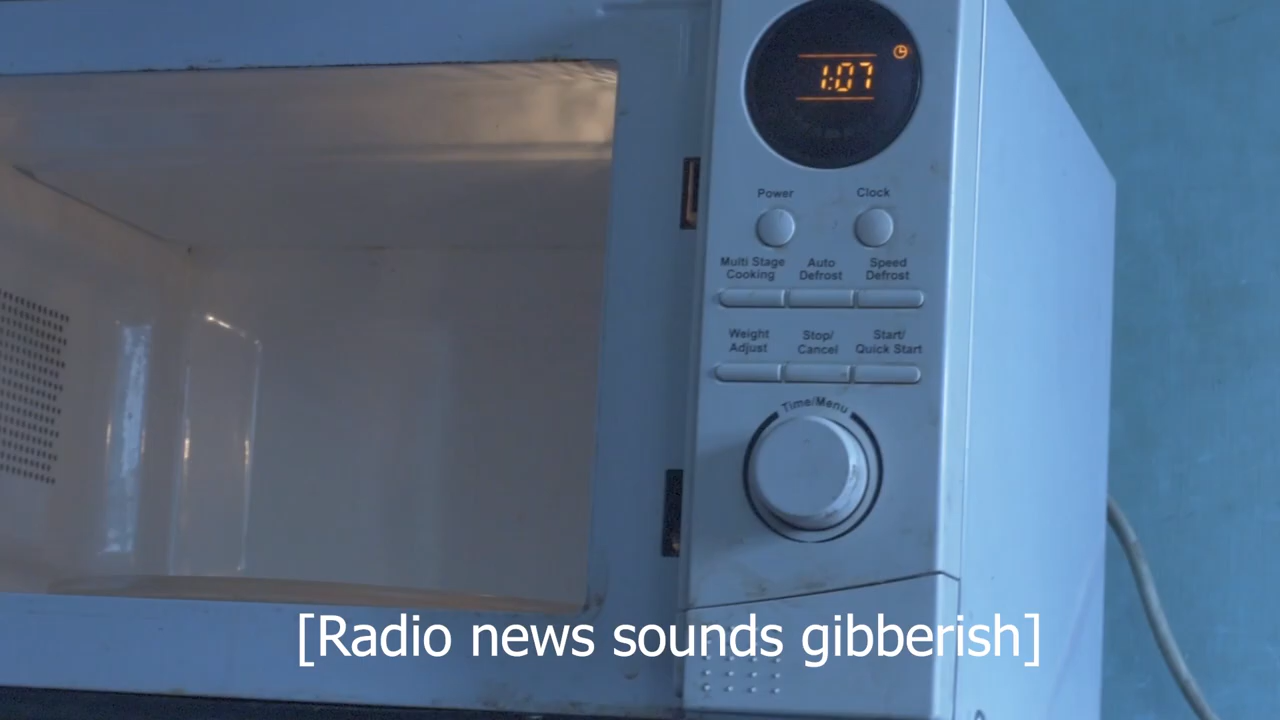 1:07
Power Clock
Multi Stage Cooking
Auto Defrost
Speed Defrost
Weight Adjust
Stop/ Cancel
Start/ Quick Start
Time/Menu
[Radio news sounds gibberish]